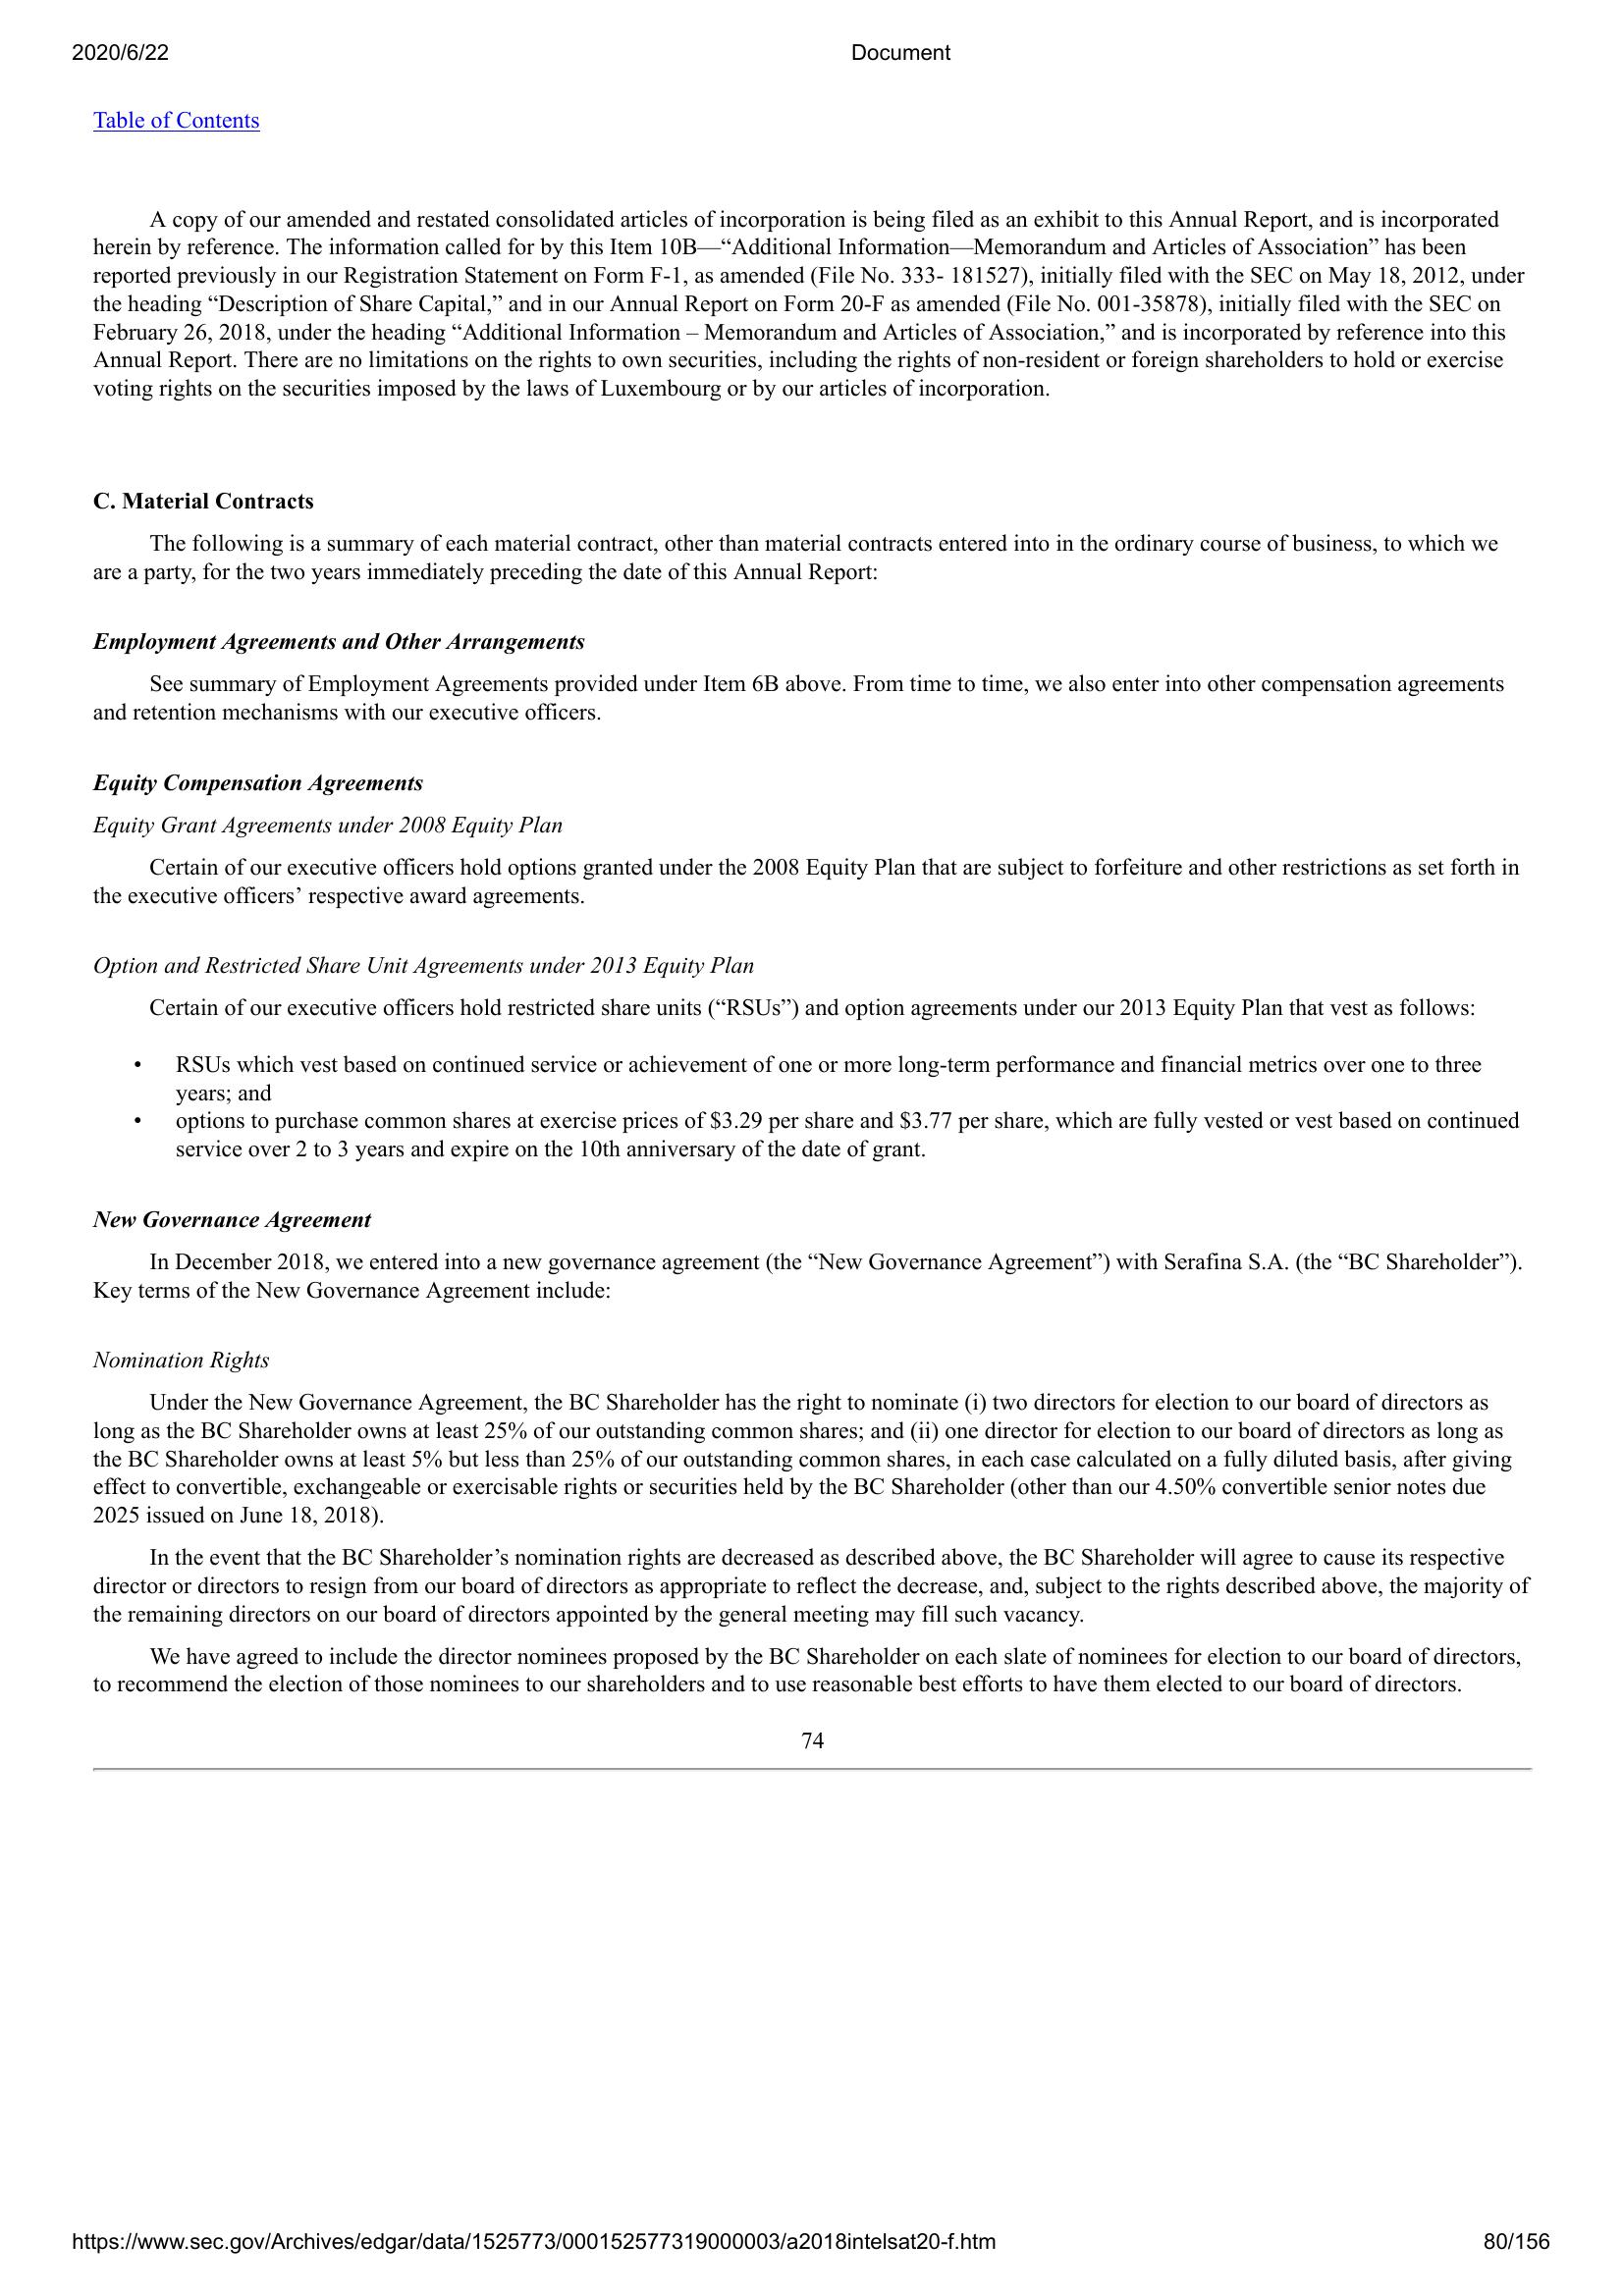 2020/6/22 Document
Table of Contents
A copy of our amended and restated consolidated articles of incorporation is being filed as an exhibit to this Annual Report, and is incorporated
herein by reference. The information called for by this Item 10B—“Additional Information—Memorandum and Articles of Association” has been
reported previously in our Registration Statement on Form F-1, as amended (File No. 333- 181527), initially filed with the SEC on May 18, 2012, under
the heading “Description of Share Capital,” and in our Annual Report on Form 20-F as amended (File No. 001-35878), initially filed with the SEC on
February 26, 2018, under the heading “Additional Information – Memorandum and Articles of Association,” and is incorporated by reference into this
Annual Report. There are no limitations on the rights to own securities, including the rights of non-resident or foreign shareholders to hold or exercise
voting rights on the securities imposed by the laws of Luxembourg or by our articles of incorporation.
C. Material Contracts
The following is a summary of each material contract, other than material contracts entered into in the ordinary course of business, to which we
are a party, for the two years immediately preceding the date of this Annual Report:
Employment Agreements and Other Arrangements
See summary of Employment Agreements provided under Item 6B above. From time to time, we also enter into other compensation agreements
and retention mechanisms with our executive officers.
Equity Compensation Agreements
Equity Grant Agreements under 2008 Equity Plan
Certain of our executive officers hold options granted under the 2008 Equity Plan that are subject to forfeiture and other restrictions as set forth in
the executive officers’ respective award agreements.
Option and Restricted Share Unit Agreements under 2013 Equity Plan
Certain of our executive officers hold restricted share units (“RSUs”) and option agreements under our 2013 Equity Plan that vest as follows:
• RSUs which vest based on continued service or achievement of one or more long-term performance and financial metrics over one to three
years; and
• options to purchase common shares at exercise prices of $3.29 per share and $3.77 per share, which are fully vested or vest based on continued
service over 2 to 3 years and expire on the 10th anniversary of the date of grant.
New Governance Agreement
In December 2018, we entered into a new governance agreement (the “New Governance Agreement”) with Serafina S.A. (the “BC Shareholder”).
Key terms of the New Governance Agreement include:
Nomination Rights
Under the New Governance Agreement, the BC Shareholder has the right to nominate (i) two directors for election to our board of directors as
long as the BC Shareholder owns at least 25% of our outstanding common shares; and (ii) one director for election to our board of directors as long as
the BC Shareholder owns at least 5% but less than 25% of our outstanding common shares, in each case calculated on a fully diluted basis, after giving
effect to convertible, exchangeable or exercisable rights or securities held by the BC Shareholder (other than our 4.50% convertible senior notes due
2025 issued on June 18, 2018).
In the event that the BC Shareholder’s nomination rights are decreased as described above, the BC Shareholder will agree to cause its respective
director or directors to resign from our board of directors as appropriate to reflect the decrease, and, subject to the rights described above, the majority of
the remaining directors on our board of directors appointed by the general meeting may fill such vacancy.
We have agreed to include the director nominees proposed by the BC Shareholder on each slate of nominees for election to our board of directors,
to recommend the election of those nominees to our shareholders and to use reasonable best efforts to have them elected to our board of directors.
74
https://www.sec.gov/Archives/edgar/data/1525773/000152577319000003/a2018intelsat20-f.htm 80/156